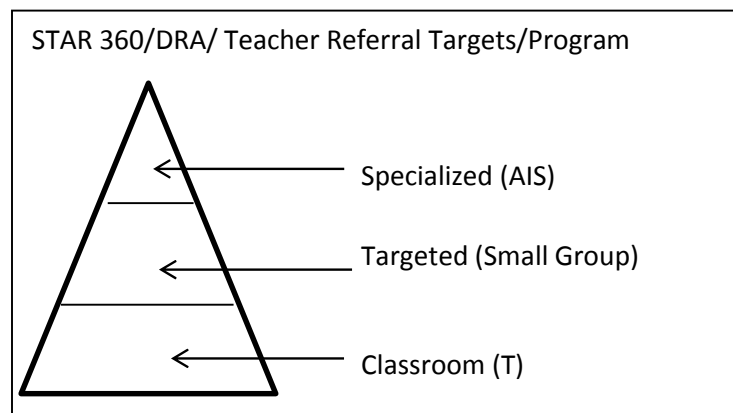 STAR 360/DRA/ Teacher Referral Targets/Program
Specialized (AIS)
Targeted (Small Group)
Classroom (T)